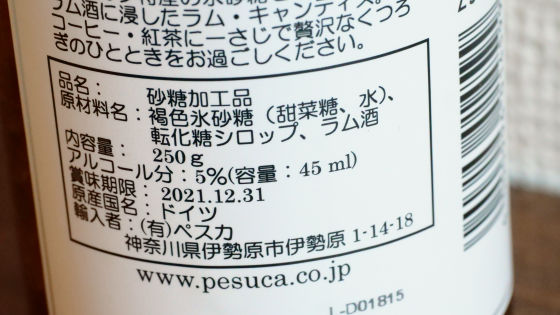 ラム酒に浸したラム・キャンディス。
コーヒー・紅茶に一さじで贅沢なくつろ
ぎのひとときをお過ごしください。
品名： 砂糖加工品
原材料名：褐色氷砂糖（甜菜糖、水）、
転化糖シロップ、ラム酒
内容量： 250g
アルコール分：5%(容量：45 ml)
賞味期限： 2021.12.31
原産国名：ドイツ
輸入者：(有)ペスカ
神奈川県伊勢原市伊勢原 1-14-18
www.pesuca.co.jp
L-D01815